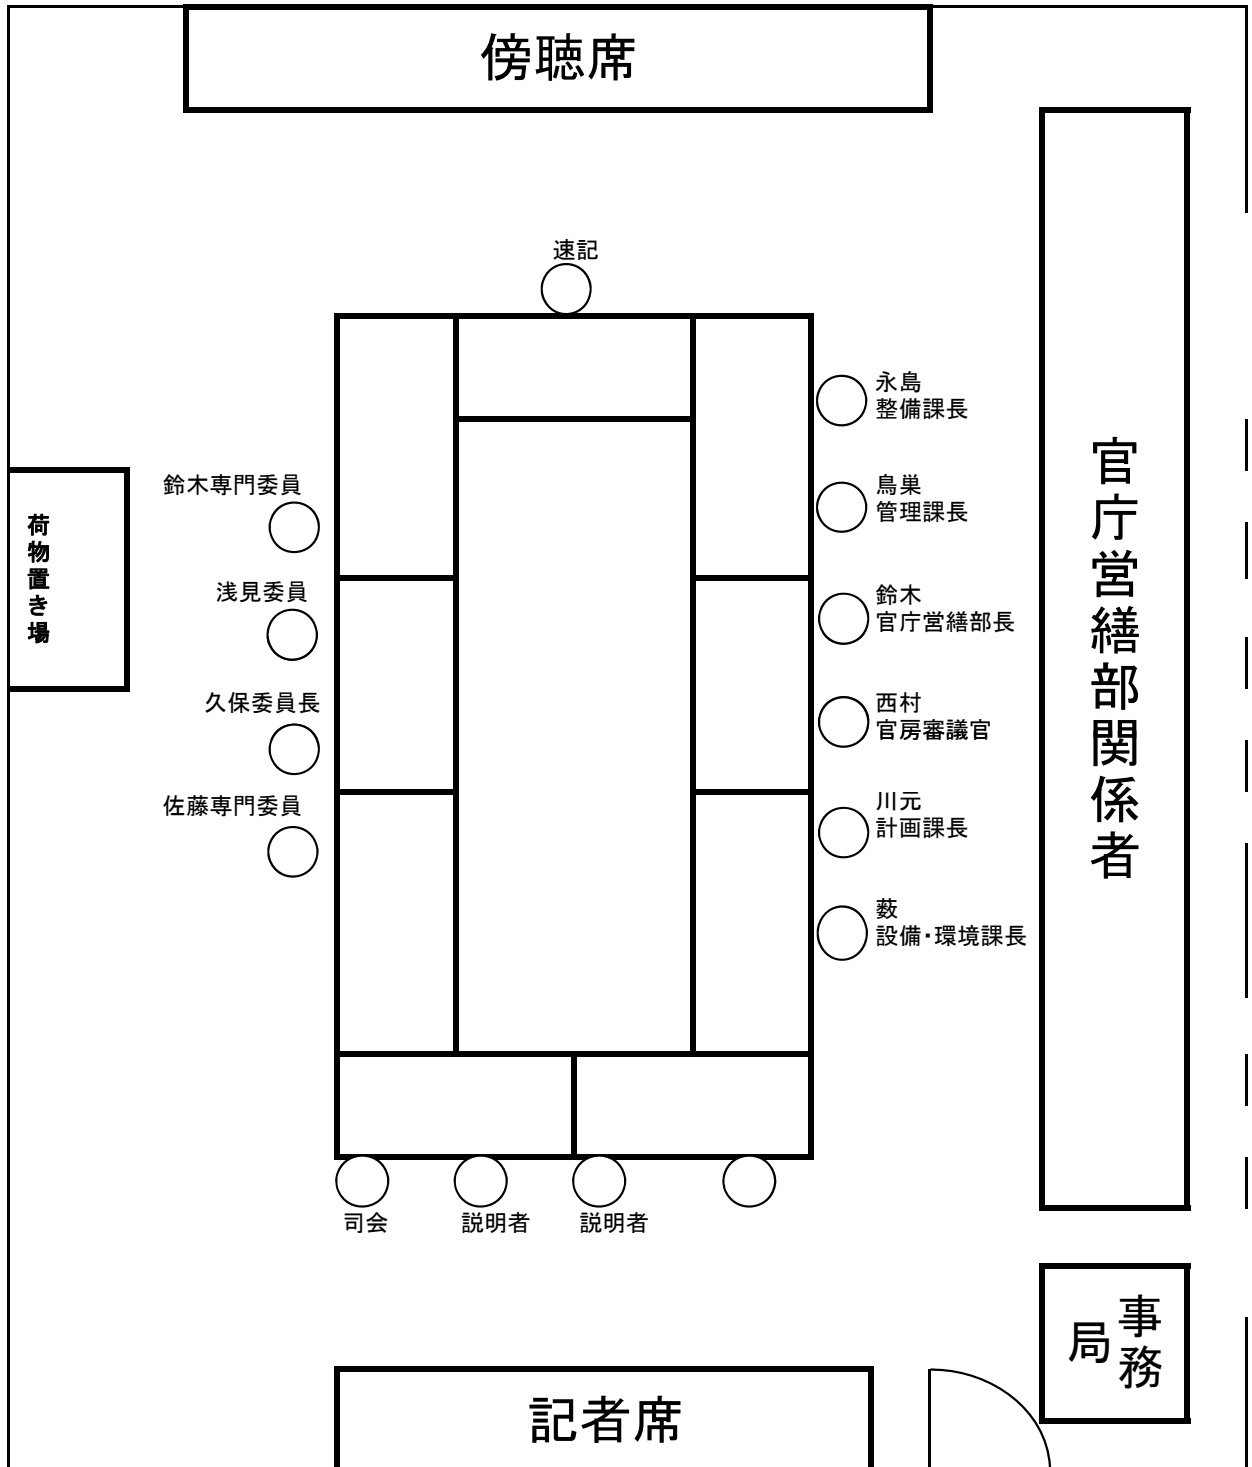 傍聴席
速記
永島
整備課長
鳥巣
管理課長
鈴木
官庁営繕部長
西村
官房審議官
川元
計画課長
薮
設備・環境課長
鈴木専門委員
浅見委員
久保委員長
佐藤専門委員
荷物置き場
官庁営繕部関係者
司会
説明者
説明者
事務
局
記者席